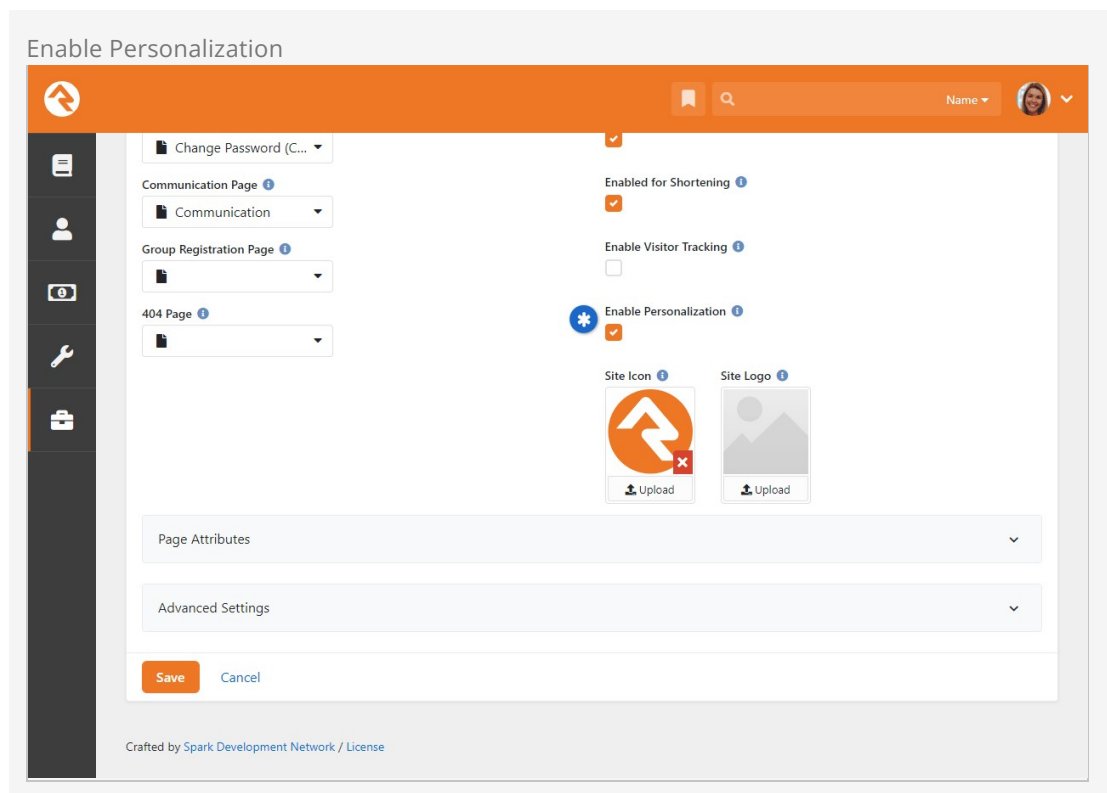 Enable Personalization
Name
Change Password (C...
Communication Page
Communication
Group Registration Page
404 Page
Enabled for Shortening
Enable Visitor Tracking
Enable Personalization
Site Icon
Site Logo
Upload
Upload
Page Attributes
Advanced Settings
Save
Cancel
Crafted by Spark Development Network / License